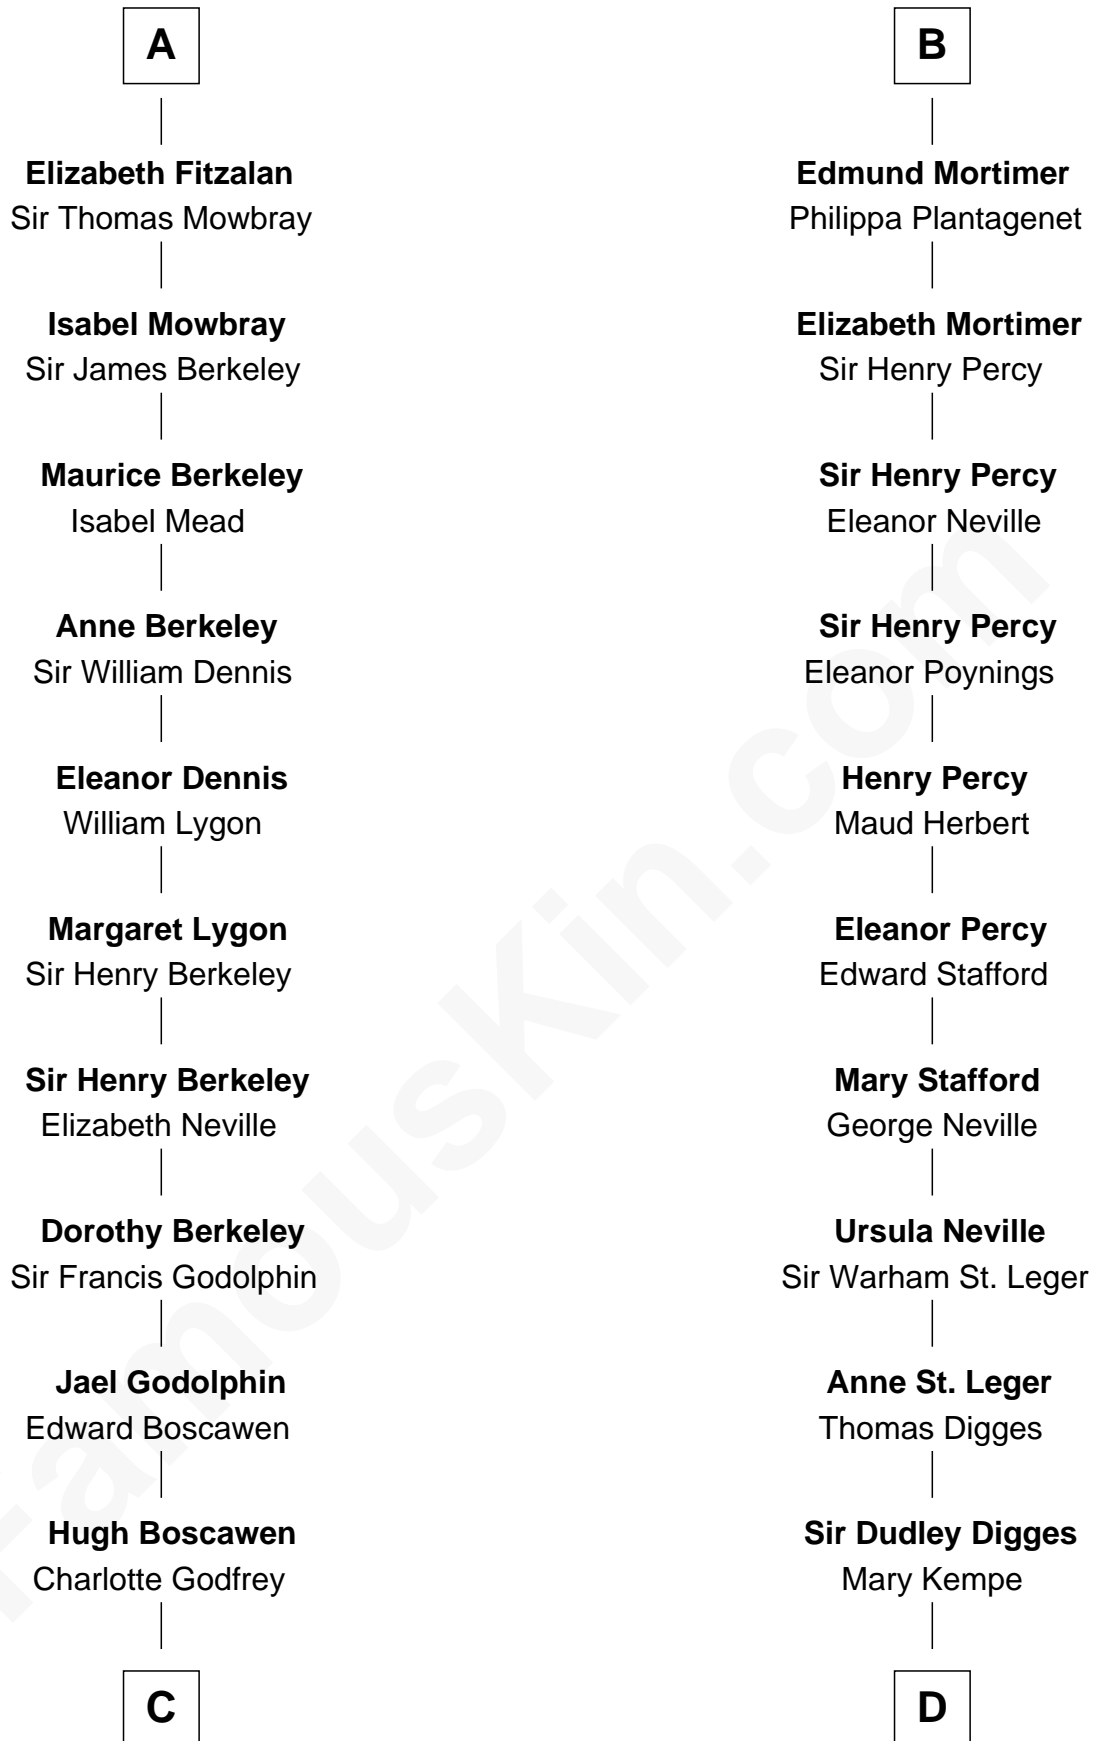 A
Elizabeth Fitzalan
Sir Thomas Mowbray
Isabel Mowbray
Sir James Berkeley
Maurice Berkeley
Isabel Mead
Anne Berkeley
Sir William Dennis
Eleanor Dennis
William Lygon
Margaret Lygon
Sir Henry Berkeley
Sir Henry Berkeley
Elizabeth Neville
Dorothy Berkeley
Sir Francis Godolphin
Jael Godolphin
Edward Boscawen
Hugh Boscawen
Charlotte Godfrey
C
B
Edmund Mortimer
Philippa Plantagenet
Elizabeth Mortimer
Sir Henry Percy
Sir Henry Percy
Eleanor Neville
Sir Henry Percy
Eleanor Poynings
Henry Percy
Maud Herbert
Eleanor Percy
Edward Stafford
Mary Stafford
George Neville
Ursula Neville
Sir Warham St. Leger
Anne St. Leger
Thomas Digges
Sir Dudley Digges
Mary Kempe
D
FamousKin.com